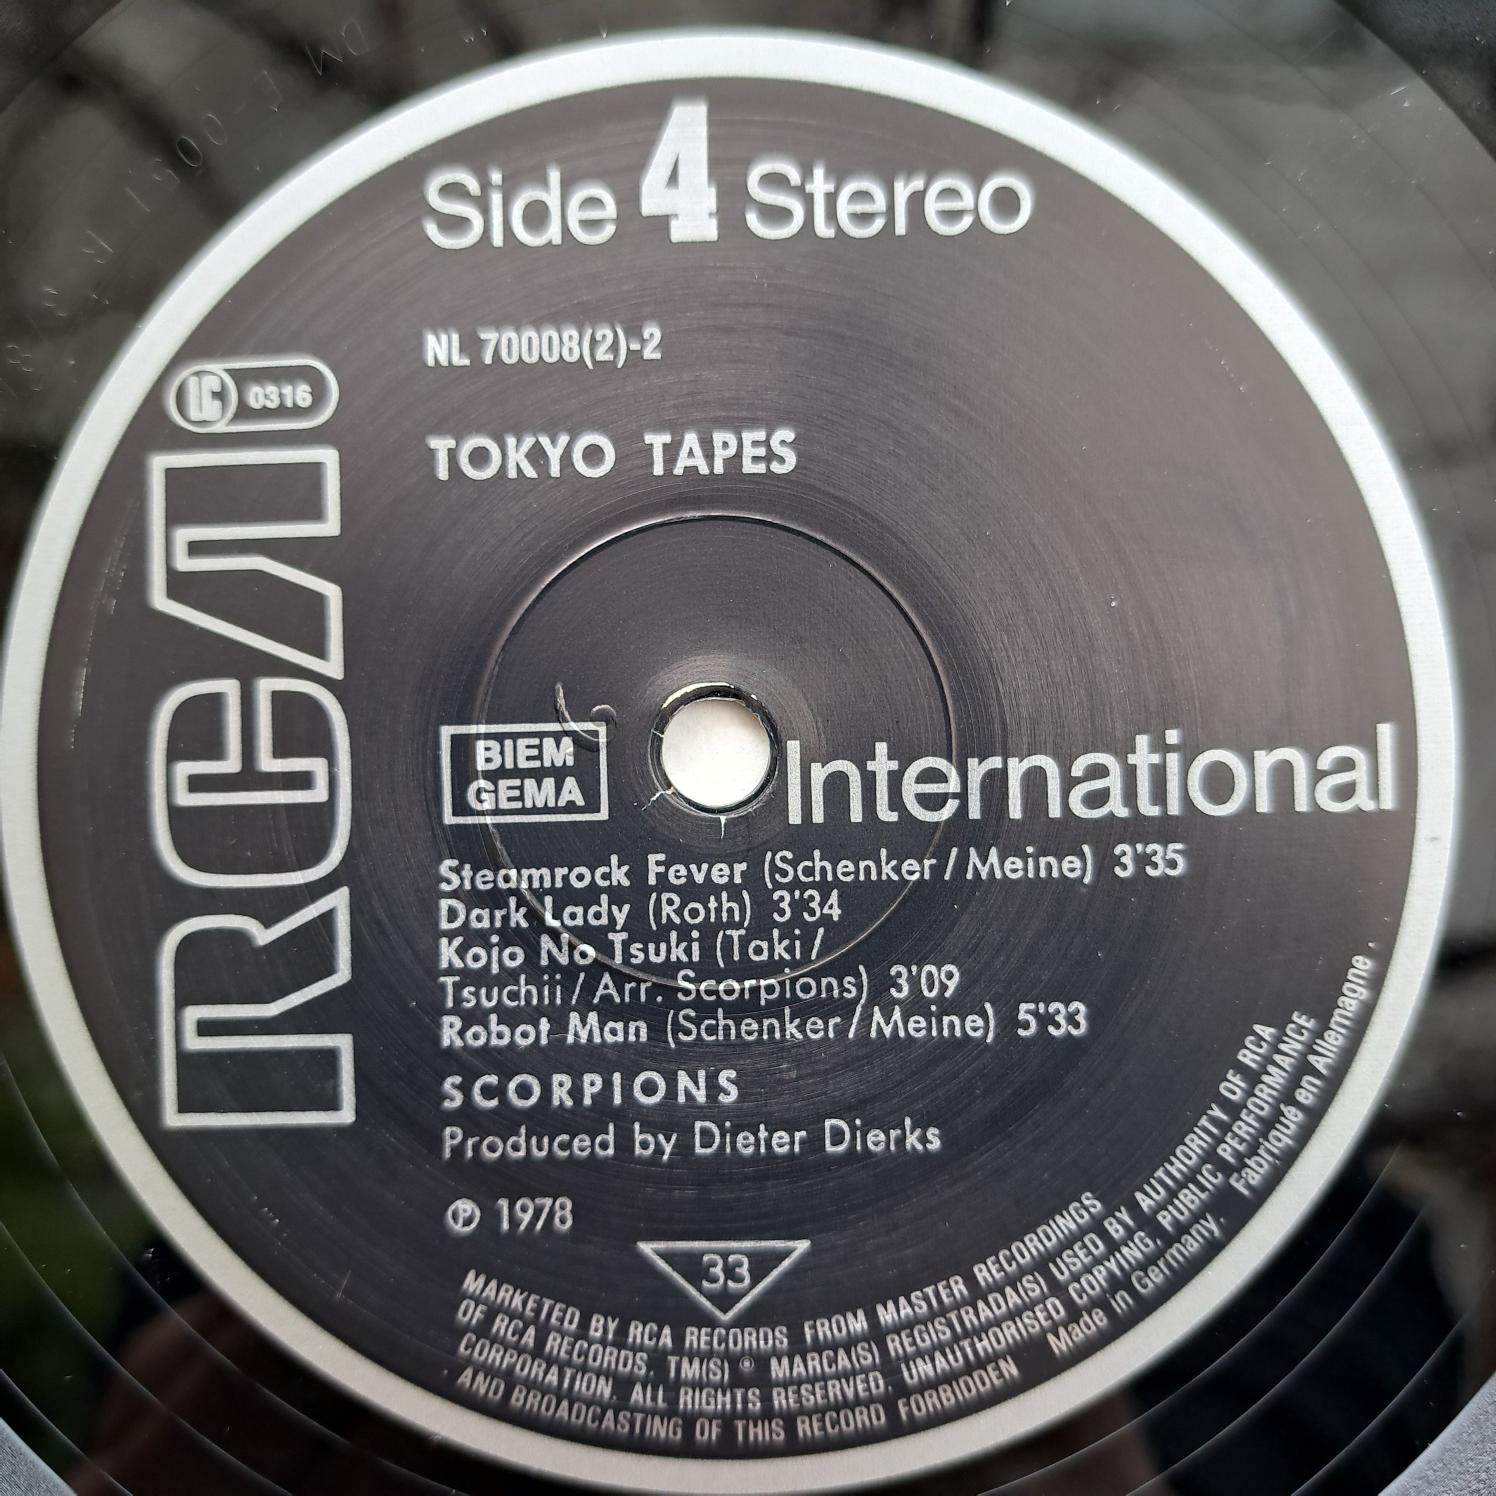 Side 4 Stereo
NL 70008(2)-2
LC 0316
TOKYO TAPES
RCA
BIEM
GEMA
International
Steamrock Fever (Schenker/Meine) 3'35
Dark Lady (Roth) 3'34
Kojo No Tsuki (Taki/
Tsuchii/Arr. Scorpions) 3'09
Robot Man (Schenker/Meine) 5'33
SCORPIONS
Produced by Dieter Dierks
℗ 1978
33
MARKETED BY RCA RECORDS FROM MASTER RECORDINGS
OF RCA RECORDS. TM(S) ® MARCA(S) REGISTRADA(S) USED BY AUTHORITY OF RCA
CORPORATION. ALL RIGHTS RESERVED. UNAUTHORISED COPYING, PUBLIC PERFORMANCE
AND BROADCASTING OF THIS RECORD FORBIDDEN Made in Germany. Fabriqué en Allemagne.